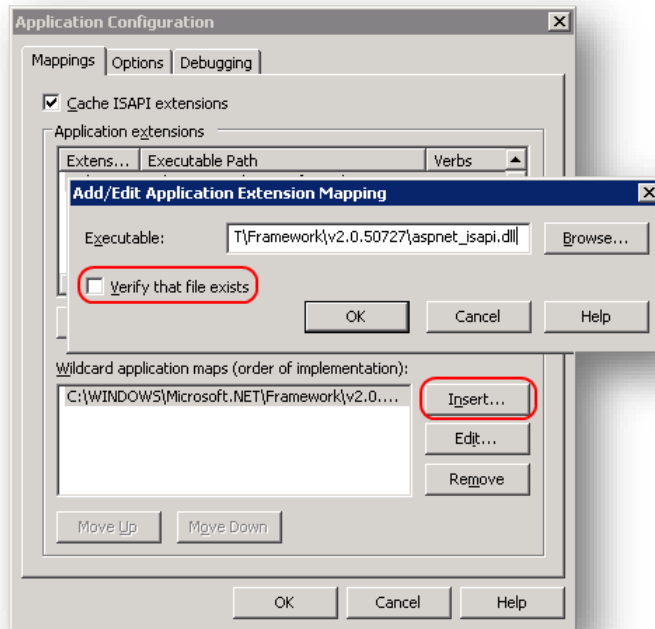 Application Configuration
Mappings Options Debugging
Cache ISAPI extensions
Application extensions
Extens... Executable Path Verbs
Add/Edit Application Extension Mapping
Executable: T\Framework\v2.0.50727\aspnet_isapi.dll Browse...
Verify that file exists
OK Cancel Help
Wildcard application maps (order of implementation):
C:\WINDOWS\Microsoft.NET\Framework\v2.0.... Insert...
Edit...
Remove
Move Up Move Down
OK Cancel Help